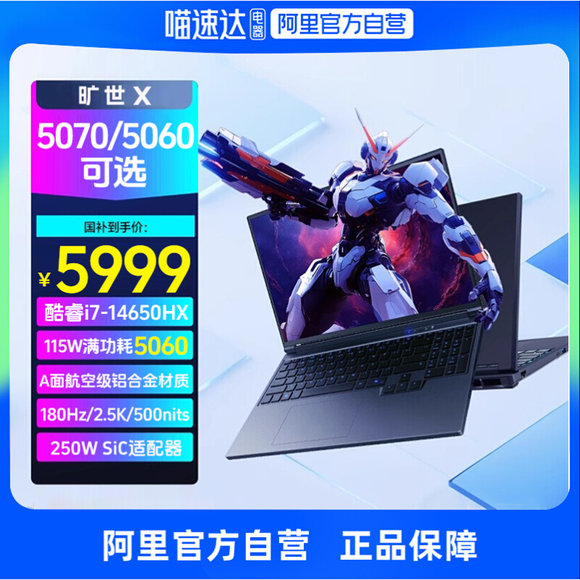 喵速达电器 阿里官方自营
旷世X
5070/5060
可选
国补到手价:
¥5999
酷睿i7-14650HX
115W满功耗5060
A面航空级铝合金材质
180Hz/2.5K/500nits
250W SiC适配器
阿里官方自营 正品保障